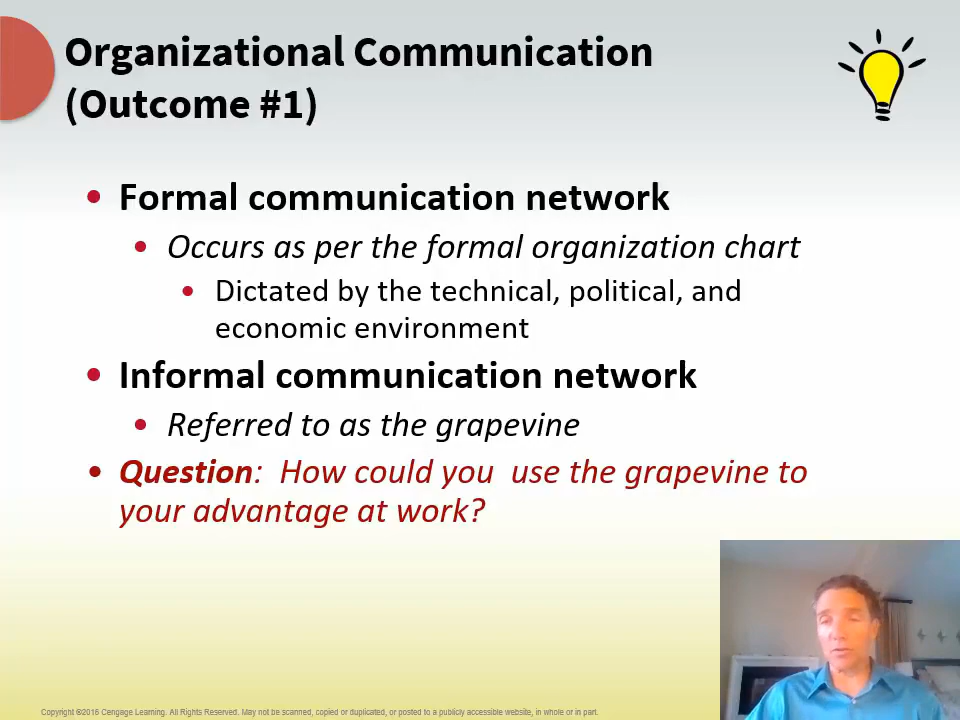 Organizational Communication
(Outcome #1)
• Formal communication network
• Occurs as per the formal organization chart
• Dictated by the technical, political, and
economic environment
• Informal communication network
• Referred to as the grapevine
• Question:  How could you  use the grapevine to
your advantage at work?
Copyright ©2016 Cengage Learning. All Rights Reserved. May not be scanned, copied or duplicated, or posted to a publicly accessible website, in whole or in part.